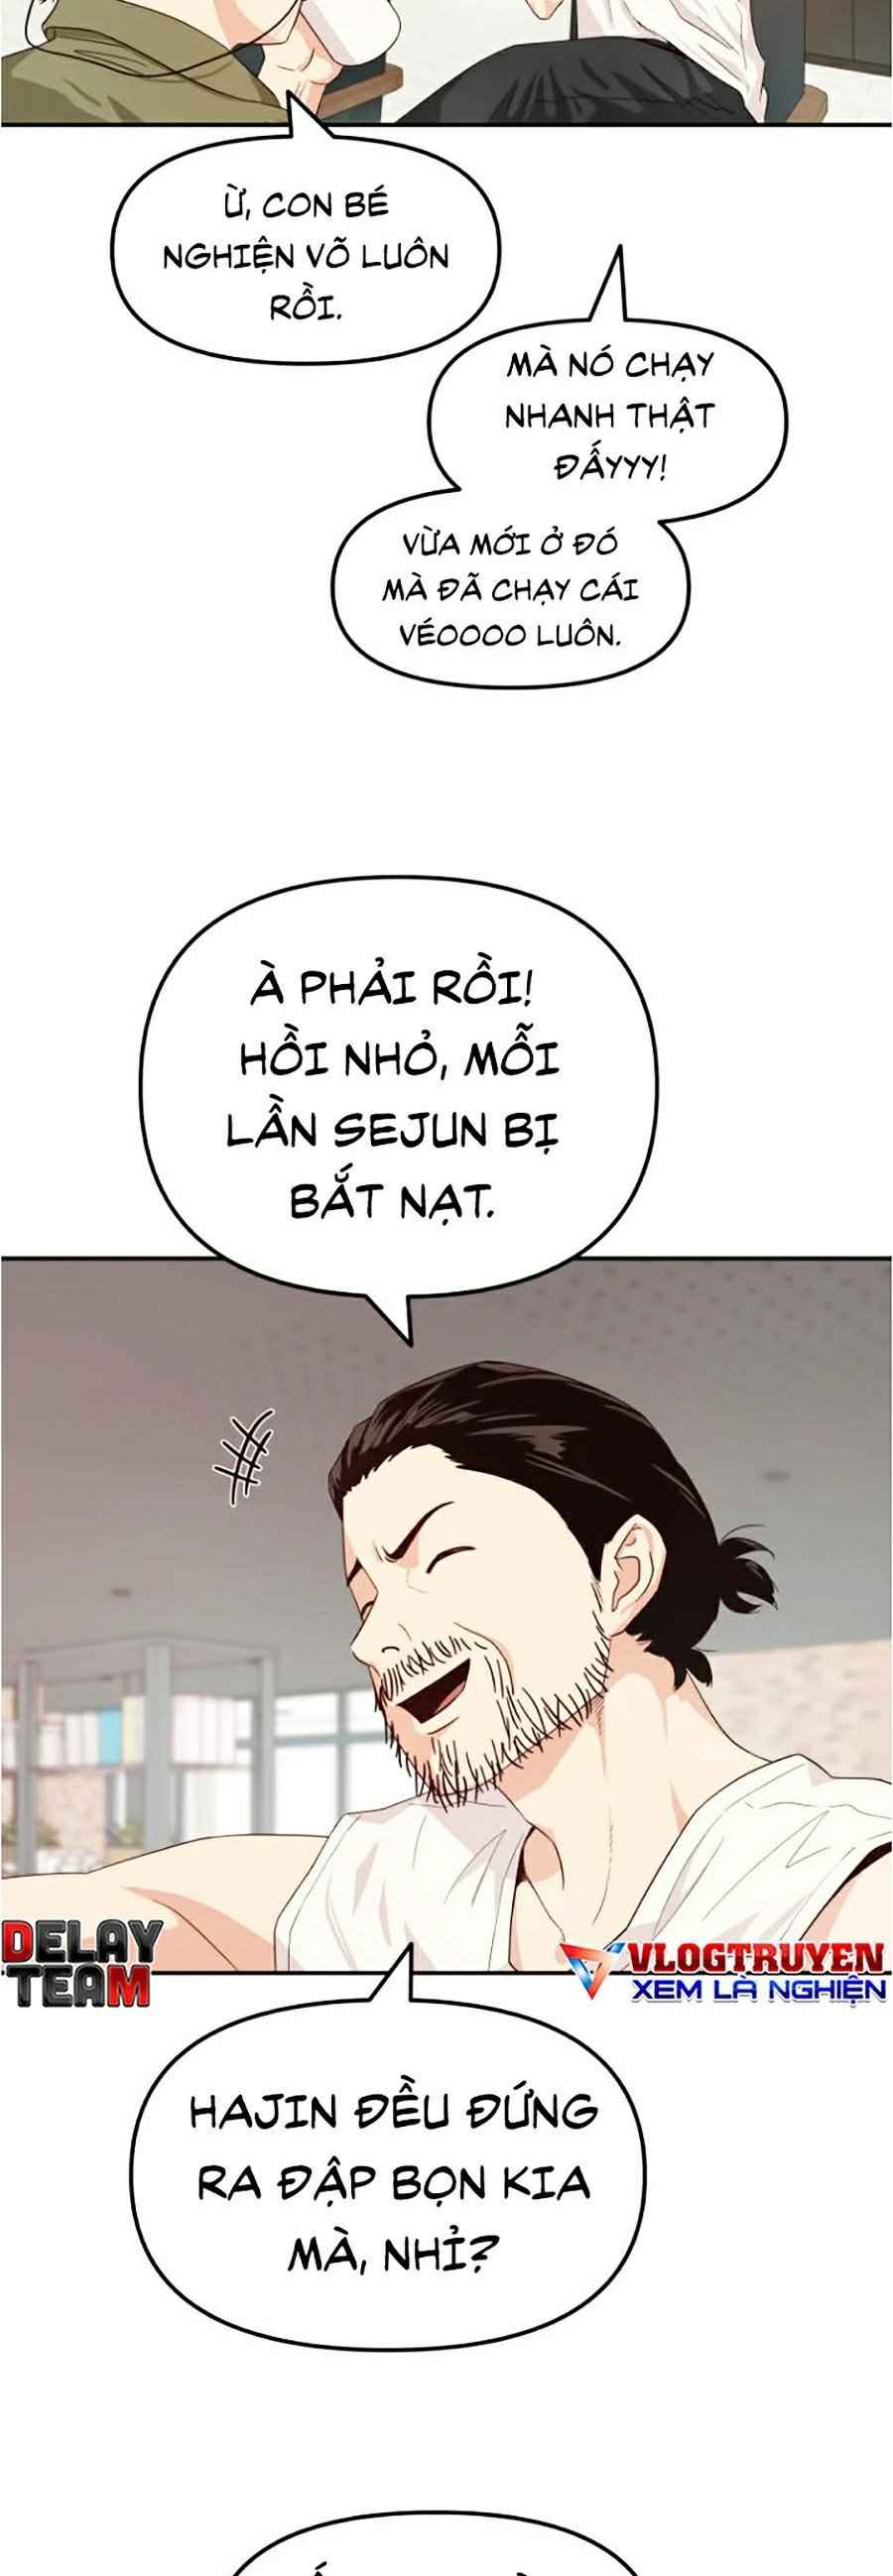 Ừ, CON BÉ
NGHIỆN VÕ LUÔN
RỒI.
MÀ NÓ CHẠY
NHANH THẬT
ĐẤYYY!
VỪA MỚI Ở ĐÓ
MÀ ĐÃ CHẠY CÁI
VÉOOOO LUÔN.
À PHẢI RỒI!
HỒI NHỎ, MỖI
LẦN SEJUN BỊ
BẮT NẠT.
DELAY
TEAM
VLOGTRUYEN
XEM LÀ NGHIỆN
HAJIN ĐỀU ĐỨNG
RA ĐẬP BỌN KIA
MÀ, NHỈ?